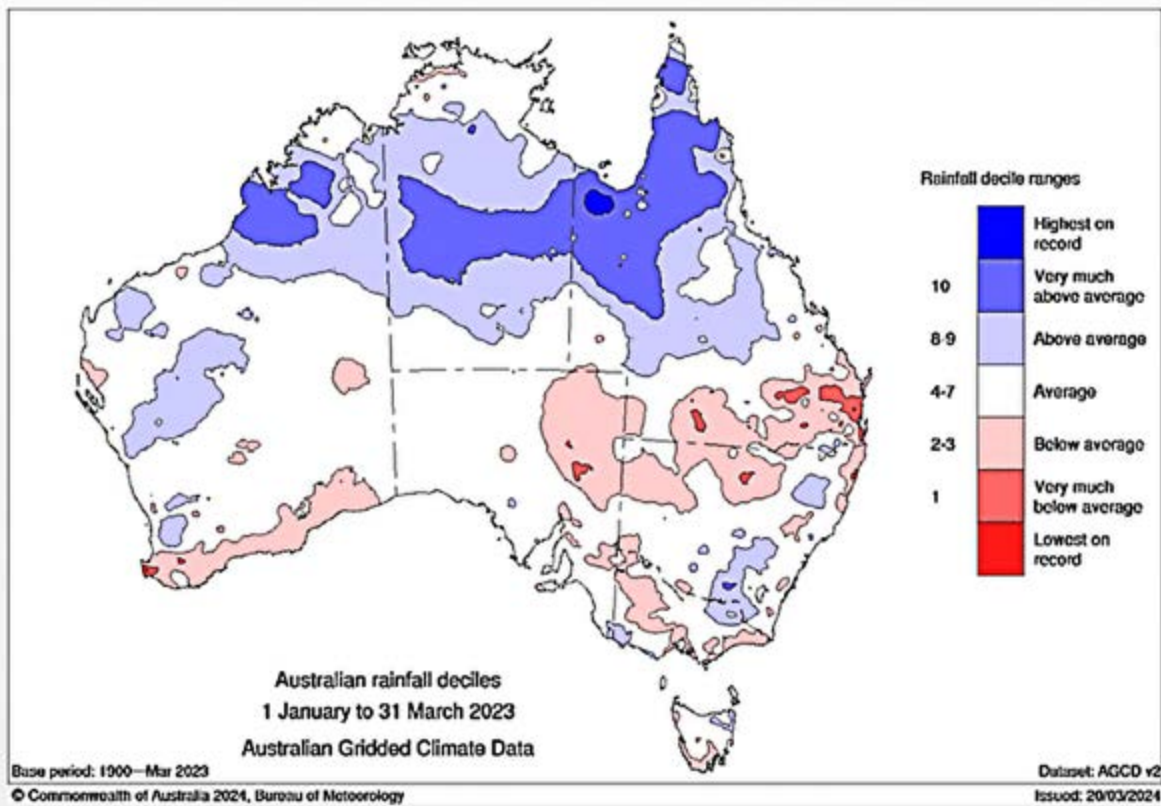 Rainfall decile ranges
Highest on
record
10
Very much
above average
8-9
Above average
4-7
Average
2-3
Below average
1
Very much
below average
Lowest on
record
Australian rainfall deciles
1 January to 31 March 2023
Australian Gridded Climate Data
Base period: 1900—Mar 2023
Dataset: AGCD v2
© Commonwealth of Australia 2024, Bureau of Meteorology
Issued: 20/03/2024